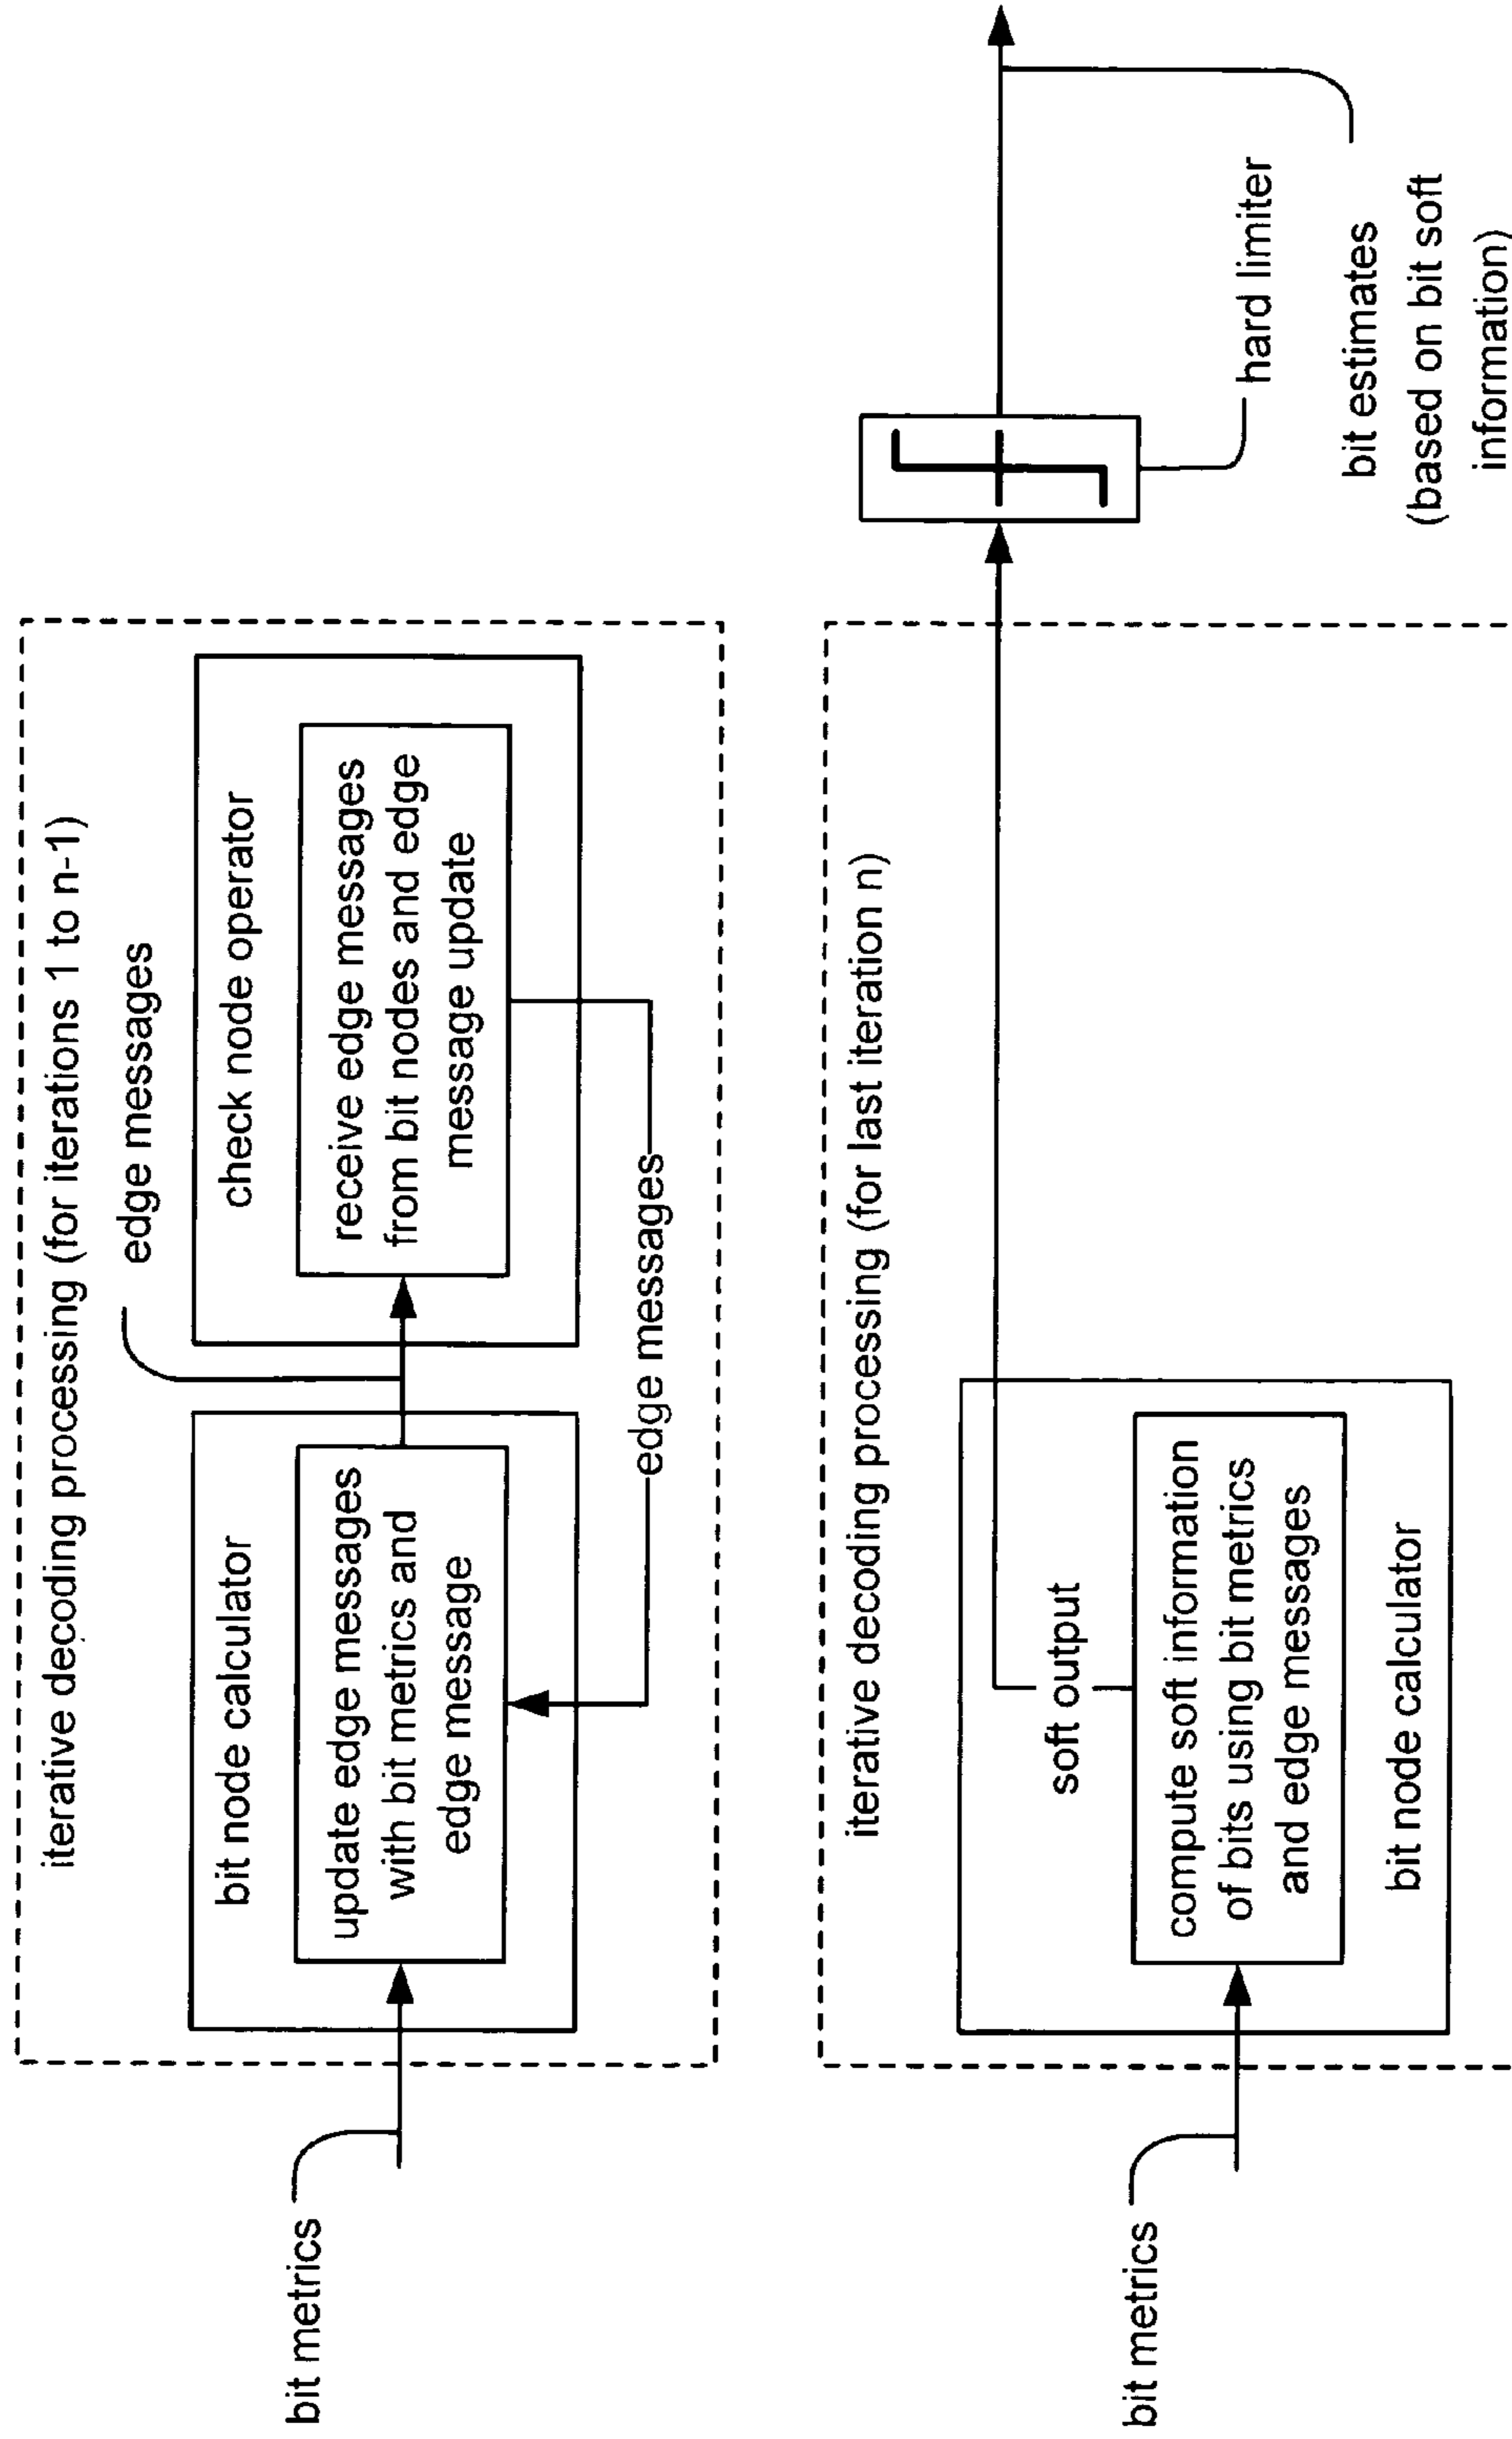 iterative decoding processing (for iterations 1 to n-1)
edge messages
bit node calculator
check node operator
update edge messages
with bit metrics and
edge message
receive edge messages
from bit nodes and edge
message update
bit metrics
edge messages
iterative decoding processing (for last iteration n)
soft output
compute soft information
of bits using bit metrics
and edge messages
bit node calculator
bit metrics
hard limiter
bit estimates
(based on bit soft
information)